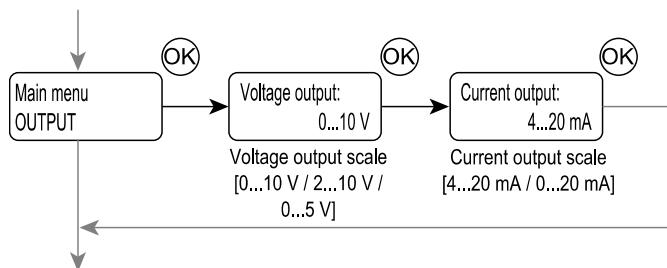 OK
OK
OK
Main menu
OUTPUT
Voltage output:
0...10 V
Current output:
4...20 mA
Voltage output scale
[0...10 V / 2...10 V /
0...5 V]
Current output scale
[4...20 mA / 0...20 mA]